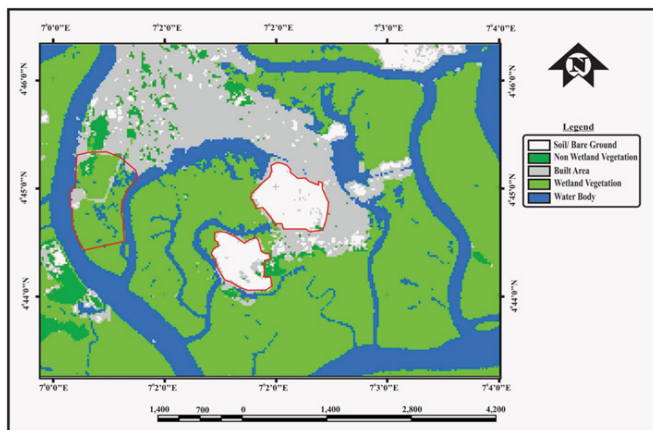 7°0'0"E 7°2'0"E 7°2'0"E 7°3'0"E 7°4'0"E
4°46'0"N
4°45'0"N
4°44'0"N
4°46'0"N
4°45'0"N
4°44'0"N
7°0'0"E 7°2'0"E 7°2'0"E 7°3'0"E 7°4'0"E
N
Legend
Soil/ Bare Ground
Non Wetland Vegetation
Built Area
Wetland Vegetation
Water Body
1,400 700 0 1,400 2,800 4,200